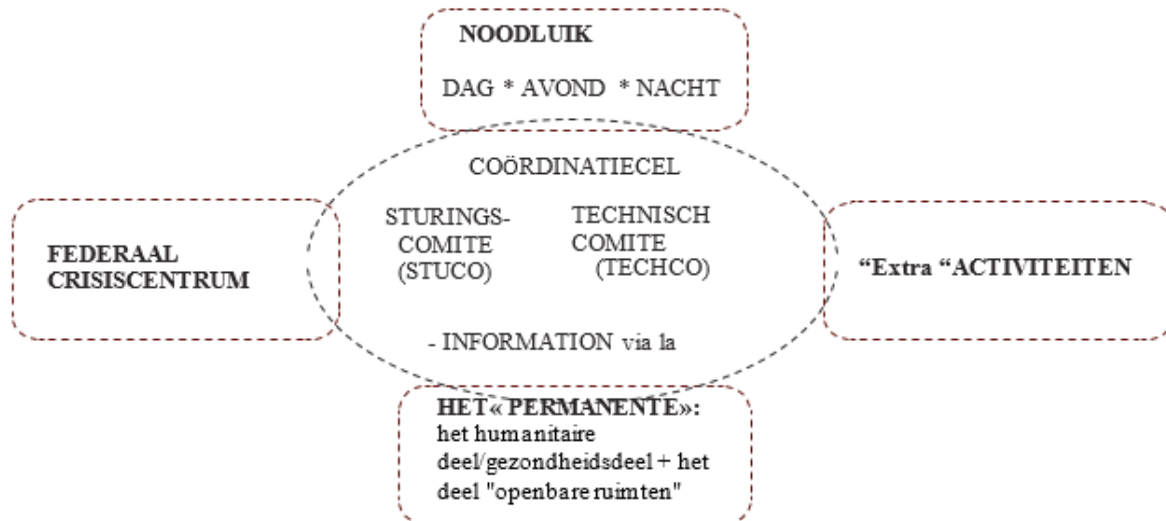 NOODLUIK
DAG * AVOND * NACHT
COÖRDINATIECEL
STURINGS-
COMITE
(STUCO)
TECHNISCH
COMITE
(TECHCO)
FEDERAAL
CRISISCENTRUM
“Extra “ACTIVITEITEN
- INFORMATION via la
HET« PERMANENTE»:
het humanitaire
deel/gezondheidsdeel + het
deel "openbare ruimten"